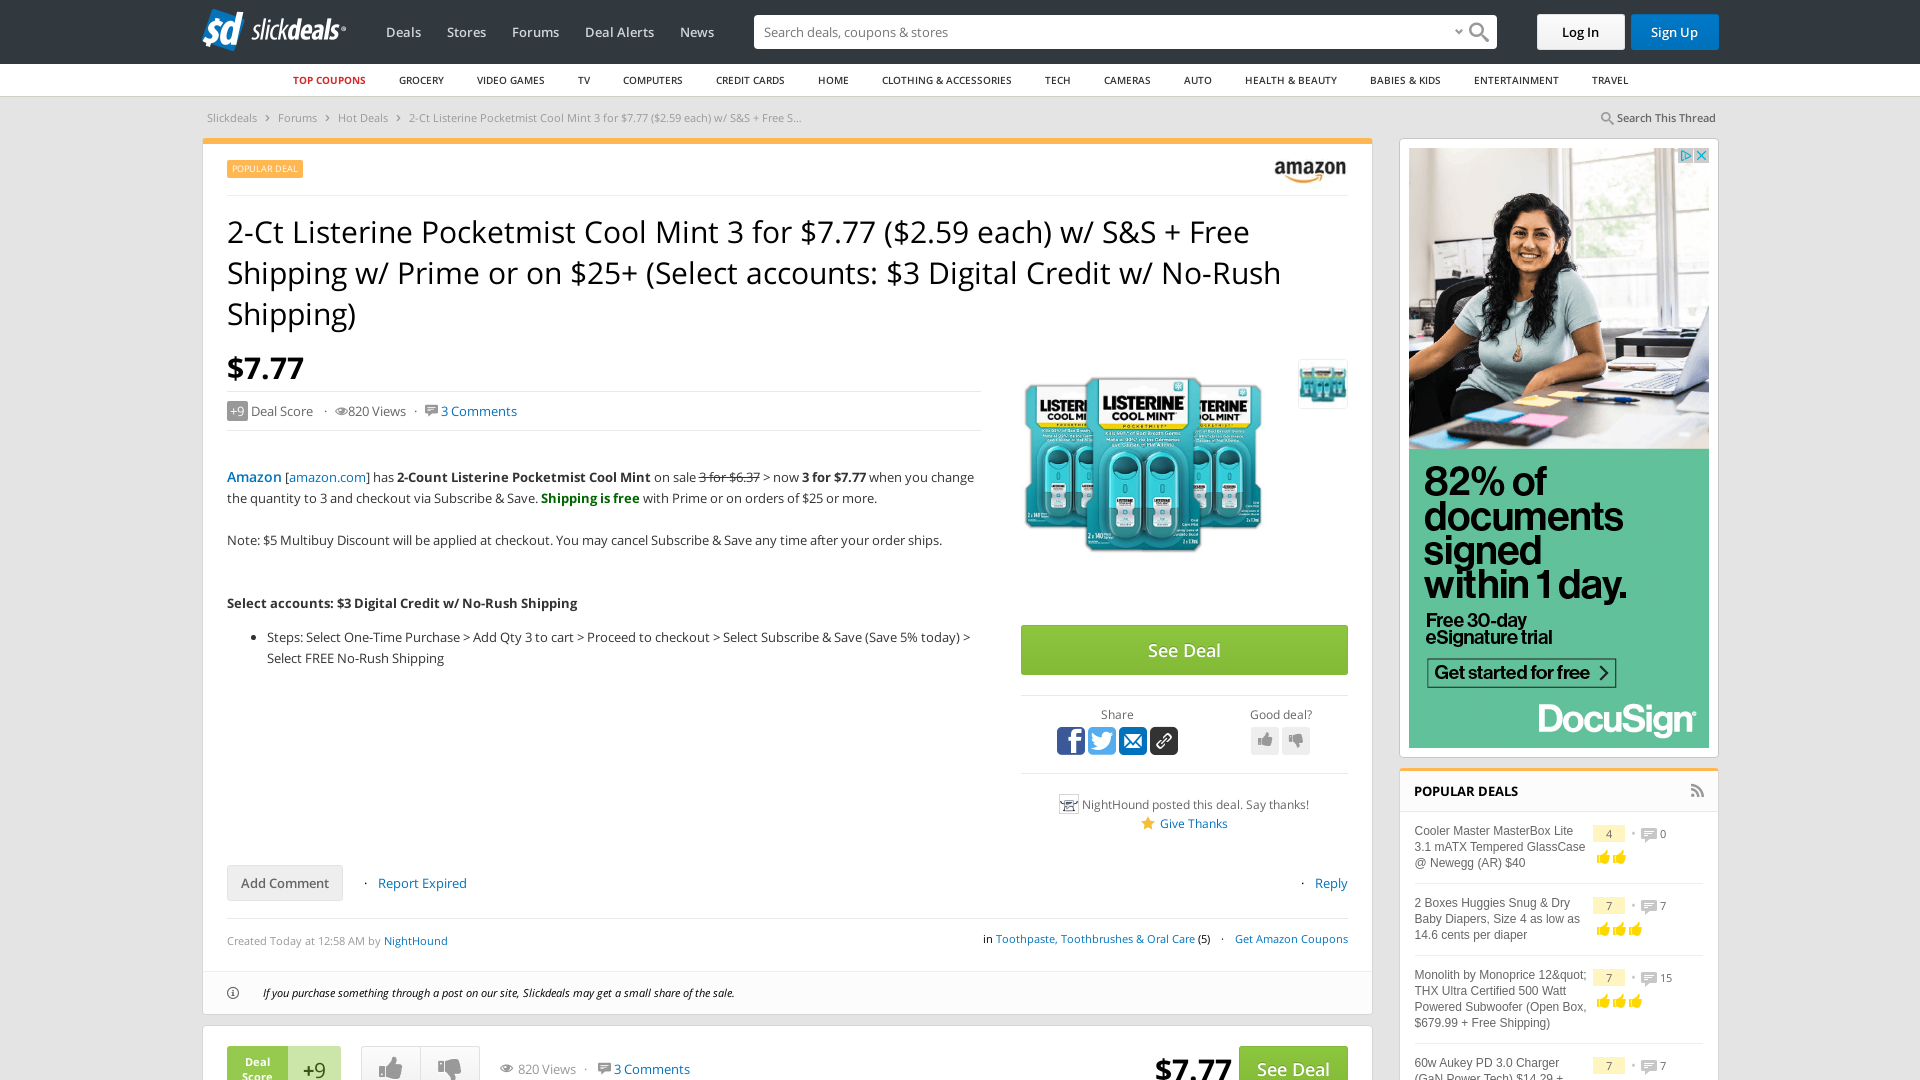 slickdeals
Deals
Stores
Forums
Deal Alerts
News
Search deals, coupons & stores
Log In
Sign Up
TOP COUPONS
GROCERY
VIDEO GAMES
TV
COMPUTERS
CREDIT CARDS
HOME
CLOTHING & ACCESSORIES
TECH
CAMERAS
AUTO
HEALTH & BEAUTY
BABIES & KIDS
ENTERTAINMENT
TRAVEL
Slickdeals > Forums > Hot Deals > 2-Ct Listerine Pocketmist Cool Mint 3 for $7.77 ($2.59 each) w/ S&S + Free S...
Search This Thread
POPULAR DEAL
amazon
2-Ct Listerine Pocketmist Cool Mint 3 for $7.77 ($2.59 each) w/ S&S + Free
Shipping w/ Prime or on $25+ (Select accounts: $3 Digital Credit w/ No-Rush
Shipping)
$7.77
+9 Deal Score · 820 Views · 3 Comments
Amazon [amazon.com] has 2-Count Listerine Pocketmist Cool Mint on sale 3 for $6.37 > now 3 for $7.77 when you change
the quantity to 3 and checkout via Subscribe & Save. Shipping is free with Prime or on orders of $25 or more.
Note: $5 Multibuy Discount will be applied at checkout. You may cancel Subscribe & Save any time after your order ships.
Select accounts: $3 Digital Credit w/ No-Rush Shipping
• Steps: Select One-Time Purchase > Add Qty 3 to cart > Proceed to checkout > Select Subscribe & Save (Save 5% today) >
Select FREE No-Rush Shipping
LISTERINE
COOL MINT
POCKETMIST
See Deal
Share
Good deal?
NightHound posted this deal. Say thanks!
Give Thanks
Add Comment
· Report Expired
· Reply
Created Today at 12:58 AM by NightHound
in Toothpaste, Toothbrushes & Oral Care (5) · Get Amazon Coupons
If you purchase something through a post on our site, Slickdeals may get a small share of the sale.
Deal
Score
+9
820 Views · 3 Comments
$7.77
See Deal
82% of
documents
signed
within 1 day.
Free 30-day
eSignature trial
Get started for free >
DocuSign
POPULAR DEALS
Cooler Master MasterBox Lite
3.1 mATX Tempered GlassCase
@ Newegg (AR) $40
4 • 0
2 Boxes Huggies Snug & Dry
Baby Diapers, Size 4 as low as
14.6 cents per diaper
7 • 7
Monolith by Monoprice 12&quot;
THX Ultra Certified 500 Watt
Powered Subwoofer (Open Box,
$679.99 + Free Shipping)
7 • 15
60w Aukey PD 3.0 Charger
(GaN Power Tech) $14.29 +
7 • 7